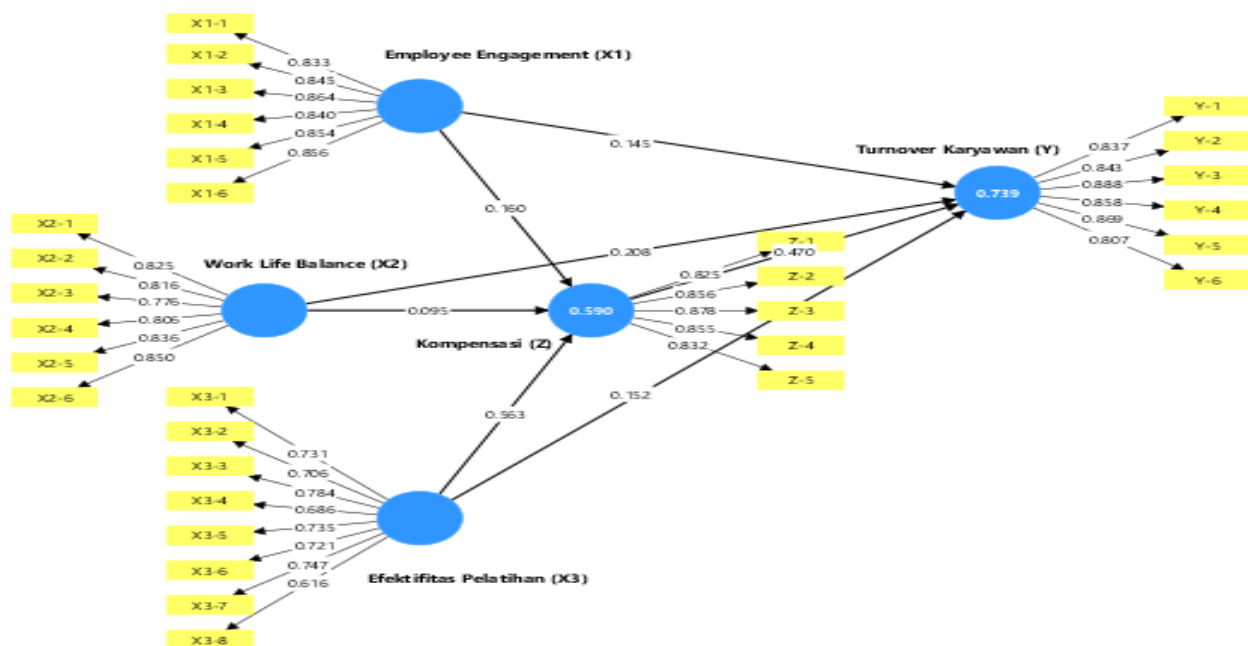 X1-1
X1-2
X1-3
X1-4
X1-5
X1-6
0.833
0.845
0.864
0.840
0.854
0.856
Employee Engagement (X1)
0.145
0.160
Turnover Karyawan (Y)
0.739
0.837
0.843
0.888
0.858
0.869
0.807
Y-1
Y-2
Y-3
Y-4
Y-5
Y-6
X2-1
X2-2
X2-3
X2-4
X2-5
X2-6
0.825
0.816
0.776
0.806
0.836
0.850
Work Life Balance (X2)
0.208
0.095
0.590
Kompensasi (Z)
0.470
0.825
0.856
0.878
0.855
0.832
Z-1
Z-2
Z-3
Z-4
Z-5
0.563
0.152
X3-1
X3-2
X3-3
X3-4
X3-5
X3-6
X3-7
X3-8
0.731
0.706
0.784
0.686
0.735
0.721
0.747
0.616
Efektifitas Pelatihan (X3)